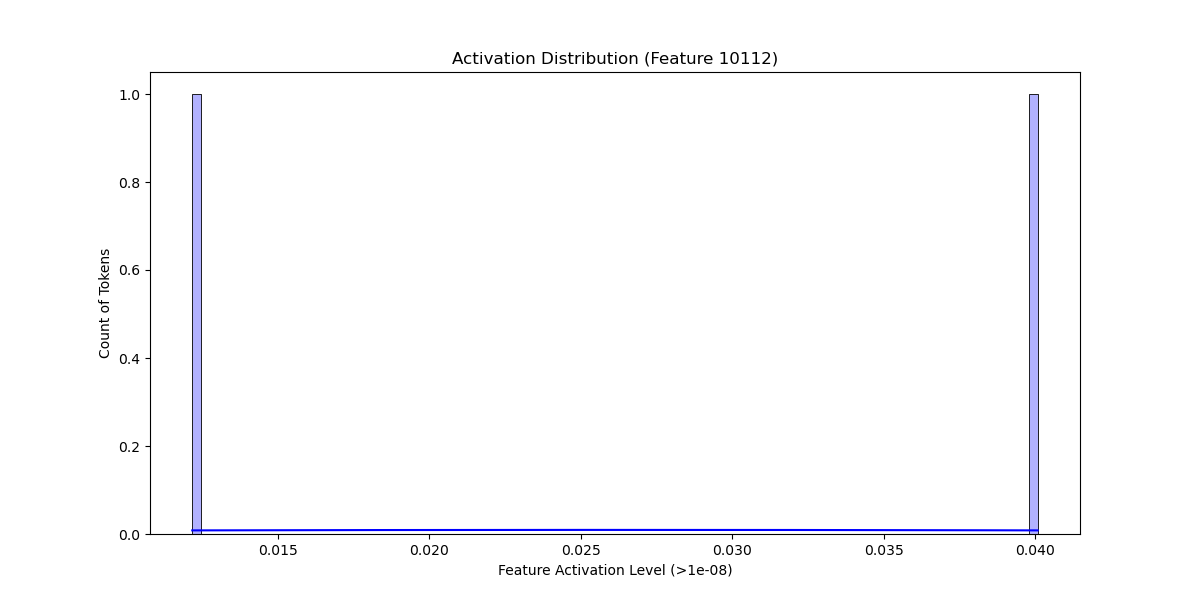 Activation Distribution (Feature 10112)
1.0
0.8
0.6
0.4
0.2
0.0
Count of Tokens
0.015 0.020 0.025 0.030 0.035 0.040
Feature Activation Level (>1e-08)